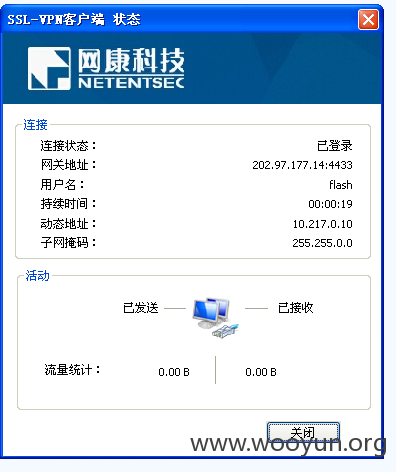 SSL-VPN客户端 状态
网康科技
NETENTSEC
连接
连接状态： 已登录
网关地址： 202.97.177.14:4433
用户名： flash
持续时间： 00:00:19
动态地址： 10.217.0.10
子网掩码： 255.255.0.0
活动
已发送 已接收
流量统计： 0.00 B 0.00 B
关闭
www.wooyun.org